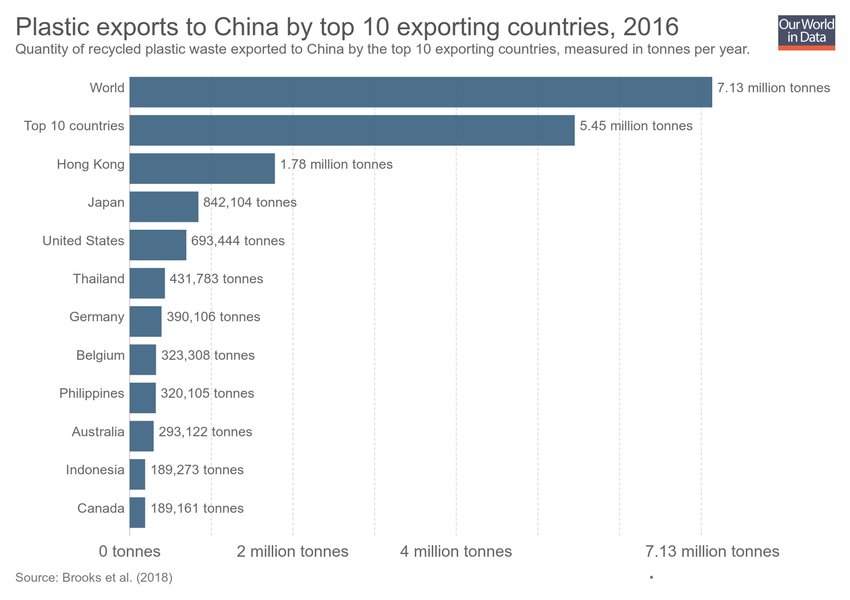 Plastic exports to China by top 10 exporting countries, 2016
Quantity of recycled plastic waste exported to China by the top 10 exporting countries, measured in tonnes per year.
Our World
in Data
World 7.13 million tonnes
Top 10 countries 5.45 million tonnes
Hong Kong 1.78 million tonnes
Japan 842,104 tonnes
United States 693,444 tonnes
Thailand 431,783 tonnes
Germany 390,106 tonnes
Belgium 323,308 tonnes
Philippines 320,105 tonnes
Australia 293,122 tonnes
Indonesia 189,273 tonnes
Canada 189,161 tonnes
0 tonnes 2 million tonnes 4 million tonnes 7.13 million tonnes
Source: Brooks et al. (2018) •